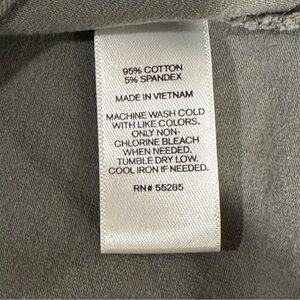 95% COTTON
5% SPANDEX
MADE IN VIETNAM
MACHINE WASH COLD
WITH LIKE COLORS.
ONLY NON-
CHLORINE BLEACH
WHEN NEEDED.
TUMBLE DRY LOW.
COOL IRON IF NEEDED.
RN# 55285